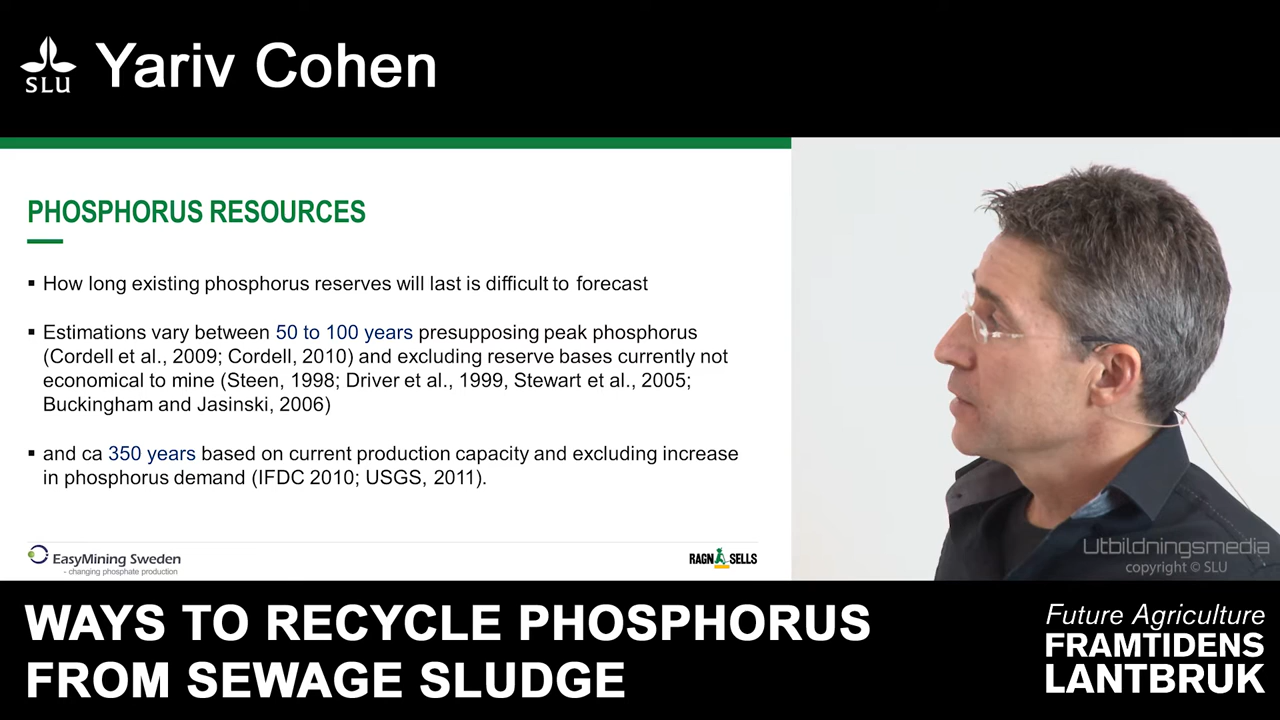 SLU
Yariv Cohen
PHOSPHORUS RESOURCES
▪ How long existing phosphorus reserves will last is difficult to forecast
▪ Estimations vary between 50 to 100 years presupposing peak phosphorus
(Cordell et al., 2009; Cordell, 2010) and excluding reserve bases currently not
economical to mine (Steen, 1998; Driver et al., 1999, Stewart et al., 2005;
Buckingham and Jasinski, 2006)
▪ and ca 350 years based on current production capacity and excluding increase
in phosphorus demand (IFDC 2010; USGS, 2011).
EasyMining Sweden
- changing phosphate production
RAGN SELLS
Utbildningsmedia
copyright © SLU
WAYS TO RECYCLE PHOSPHORUS
FROM SEWAGE SLUDGE
Future Agriculture
FRAMTIDENS
LANTBRUK